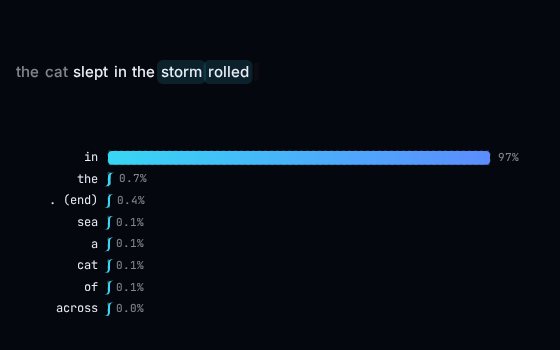 the cat slept in the storm rolled
in 97%
the 0.7%
. (end) 0.4%
sea 0.1%
a 0.1%
cat 0.1%
of 0.1%
across 0.0%